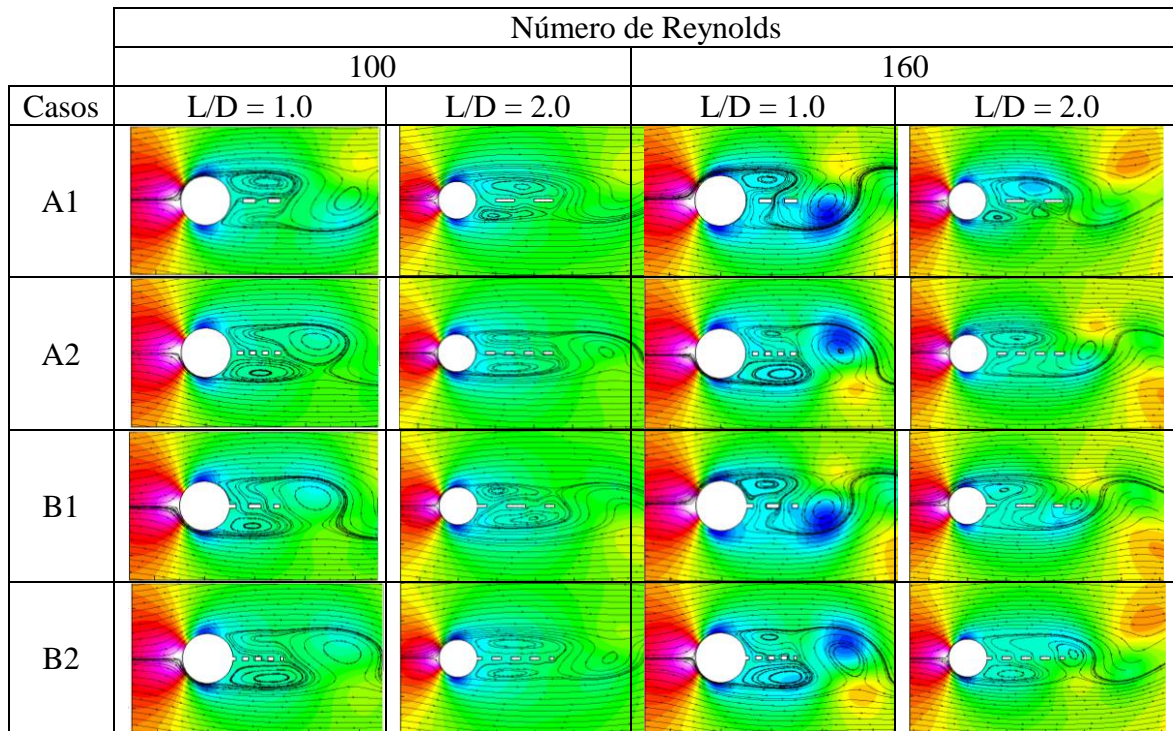 Número de Reynolds
100 160
Casos L/D = 1.0 L/D = 2.0 L/D = 1.0 L/D = 2.0
A1
A2
B1
B2